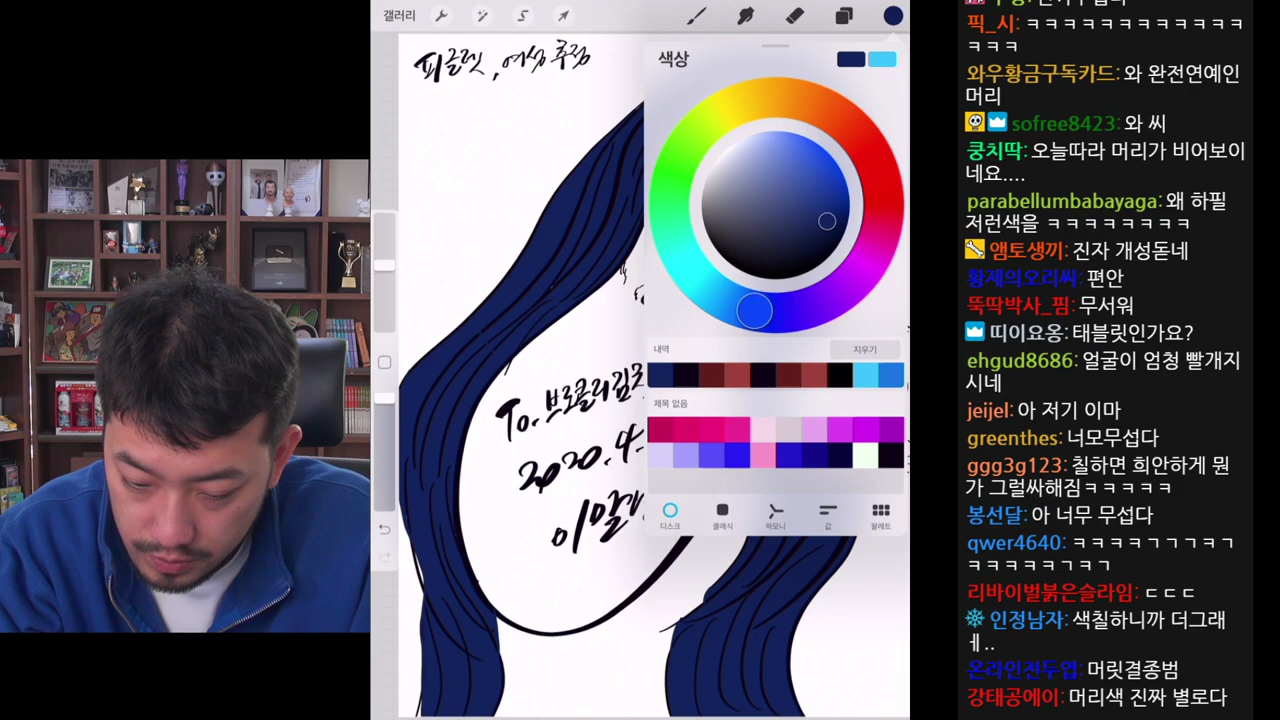 갤러리
피글렛, 여성 추정
To. 브로콜리
2020. 4.
이말
색상
내역
지우기
제목 없음
디스크
클래식
하모니
값
팔레트
픽_시: ㅋㅋㅋㅋㅋㅋㅋㅋㅋㅋㅋㅋ
ㅋㅋㅋ
와우황금구독카드: 와 완전연예인
머리
sofree8423: 와 씨
쿵치딱: 오늘따라 머리가 비어보이
네요....
parabellumbabayaga: 왜 하필
저런색을 ㅋㅋㅋㅋㅋㅋㅋㅋ
앰토생끼: 진자 개성돋네
황제의오리싸: 편안
뚝딱박사_핌: 무서워
띠이요옹: 태블릿인가요?
ehgud8686: 얼굴이 엄청 빨개지
시네
jeijel: 아 저기 이마
greenthes: 너모무섭다
ggg3g123: 칠하면 희안하게 뭔
가 그럴싸해짐ㅋㅋㅋㅋㅋ
봉선달: 아 너무 무섭다
qwer4640: ㅋㅋㅋㅋㄱㄱㄱㅋㄱ
ㅋㅋㅋㅋㅋㄱㄱㅋㄱ
리바이벌붉은슬라임: ㄷㄷㄷ
인정남자: 색칠하니까 더그래
ㅔ..
온라인진두엽: 머릿결종범
강태공에이: 머리색 진짜 별로다